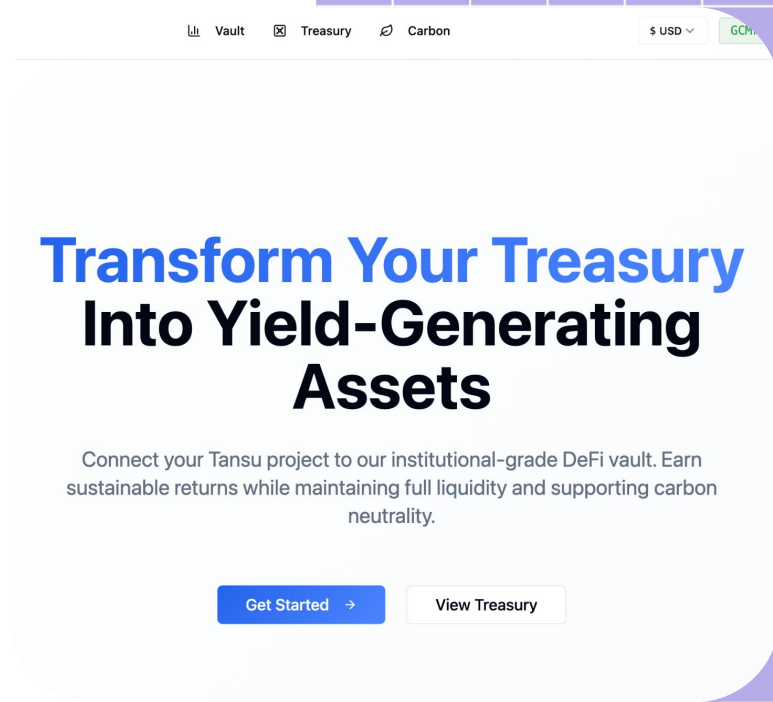 Vault Treasury Carbon $ USD GCM
Transform Your Treasury
Into Yield-Generating
Assets
Connect your Tansu project to our institutional-grade DeFi vault. Earn
sustainable returns while maintaining full liquidity and supporting carbon
neutrality.
Get Started → View Treasury